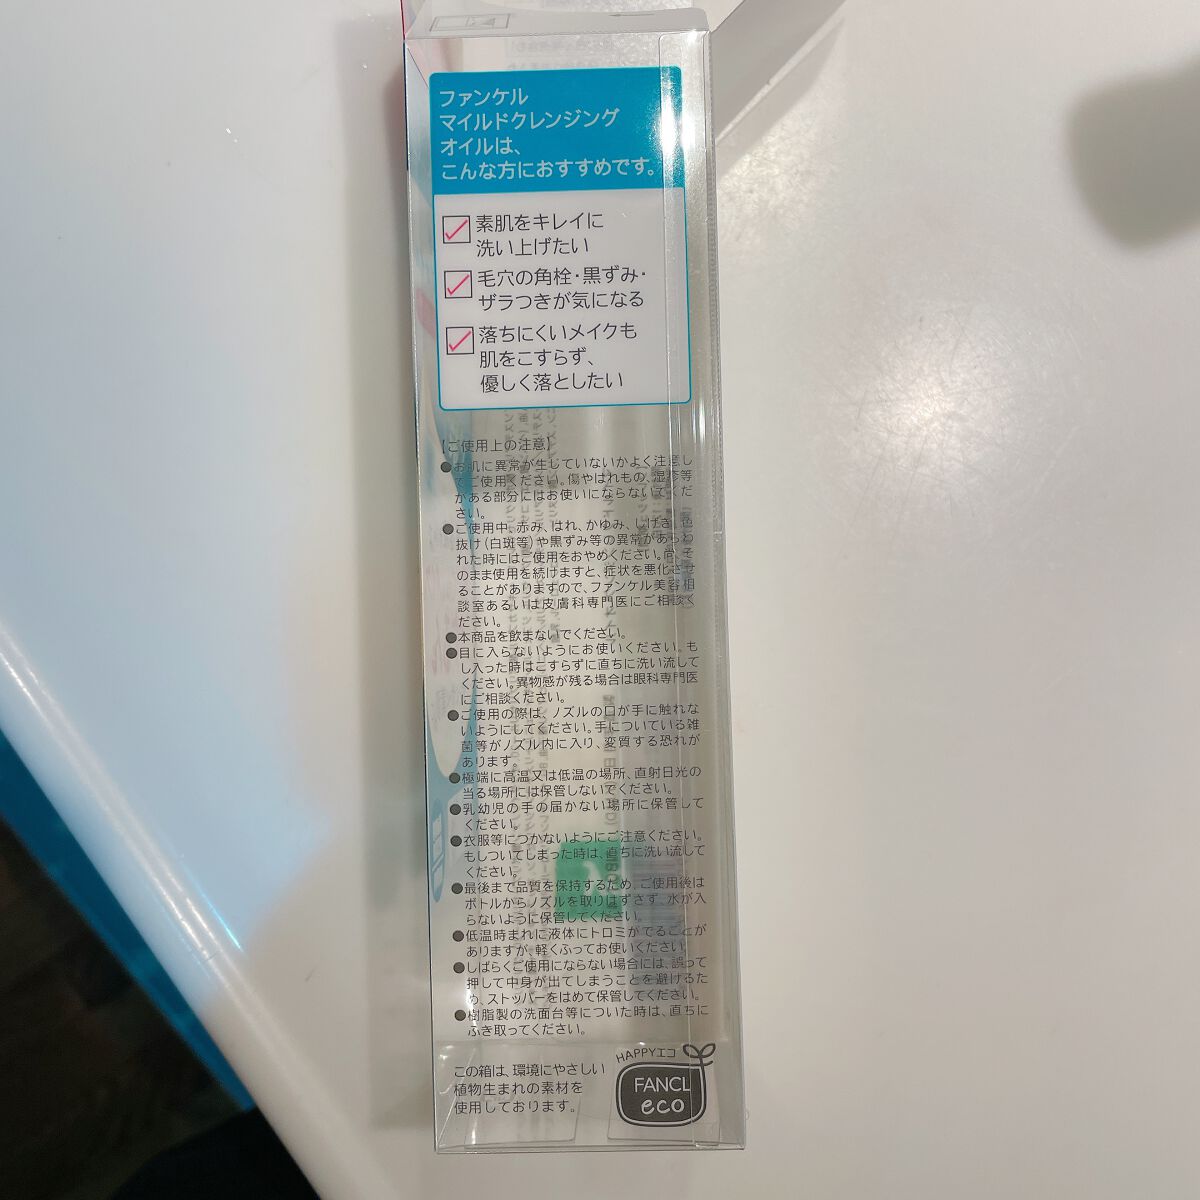 ファンケル
マイルドクレンジング
オイルは、
こんな方におすすめです。
素肌をキレイに
洗い上げたい
毛穴の角栓・黒ずみ・
ザラつきが気になる
落ちにくいメイクも
肌をこすらず、
優しく落としたい
【ご使用上の注意】
●お肌に異常が生じていないかよく注意し
てご使用ください。傷やはれもの、湿疹等
がある部分にはお使いにならないでくだ
さい。
●ご使用中、赤み、はれ、かゆみ、しげき、色
抜け(白斑等)や黒ずみ等の異常があらわ
れた時にはご使用をおやめください。尚、そ
のまま使用を続けますと、症状を悪化させ
ることがありますので、ファンケル美容相
談室あるいは皮膚科専門医にご相談く
ださい。
●本商品を飲まないでください。
●目に入らないようにお使いください。も
し入った時はこすらずに直ちに洗い流して
ください。異物感が残る場合は眼科専門医
にご相談ください。
●ご使用の際は、ノズルの口が手に触れな
いようにしてください。手についている雑
菌等がノズル内に入り、変質する恐れが
あります。
●極端に高温又は低温の場所、直射日光の
当る場所には保管しないでください。
●乳幼児の手の届かない場所に保管して
ください。
●衣服等につかないようにご注意ください。
もしついてしまった時は、直ちに洗い流して
ください。
●最後まで品質を保持するため、ご使用後は
ボトルからノズルを取りはずさず、水が入
らないように保管してください。
●低温時まれに液体にトロミがでることが
ありますが、軽くふってお使いください。
●しばらくご使用にならない場合には、誤って
押して中身が出てしまうことを避けるた
め、ストッパーをはめて保管してください。
●樹脂製の洗面台等についた時は、直ちに
ふき取ってください。
この箱は、環境にやさしい
植物生まれの素材を
使用しております。
HAPPYエコ
FANCL
eco